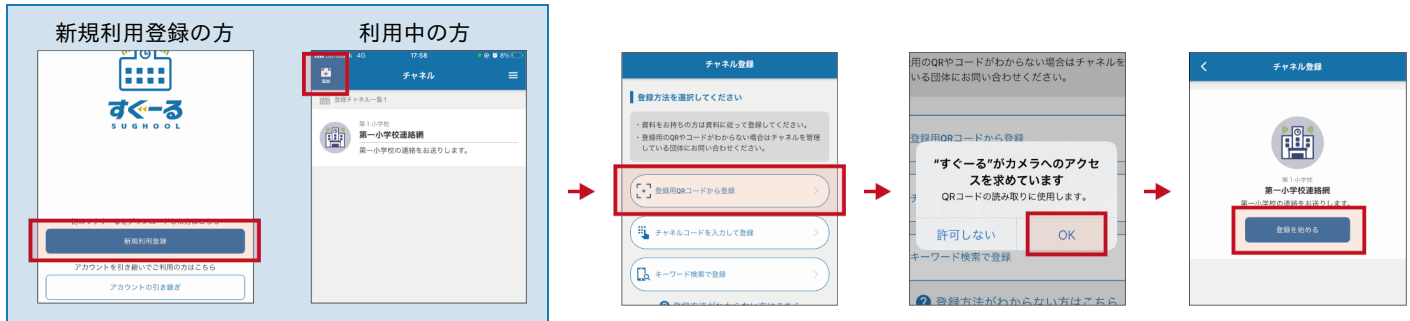 新規利用登録の方
すぐーる
SUGHOOL
新規利用登録
アカウントを引き継いでご利用の方はこちら
アカウントの引き継ぎ
利用中の方
4G
17:58
8%
追加
チャネル
登録チャネル一覧1
第1小学校
第一小学校連絡網
第一小学校の連絡をお送りします。
チャネル登録
登録方法を選択してください
・資料をお持ちの方は資料に従って登録してください。
・登録用のQRやコードがわからない場合はチャネルを管理
している団体にお問い合わせください。
登録用QRコードから登録
チャネルコードを入力して登録
キーワード検索で登録
登録方法がわからない方はこちら
用のQRやコードがわからない場合はチャネルを
いる団体にお問い合わせください。
登録用QRコードから登録
"すぐーる"がカメラへのアクセ
スを求めています
QRコードの読み取りに使用します。
許可しない
OK
キーワード検索で登録
登録方法がわからない方はこちら
チャネル登録
第1小学校
第一小学校連絡網
第一小学校の連絡をお送りします。
登録を始める